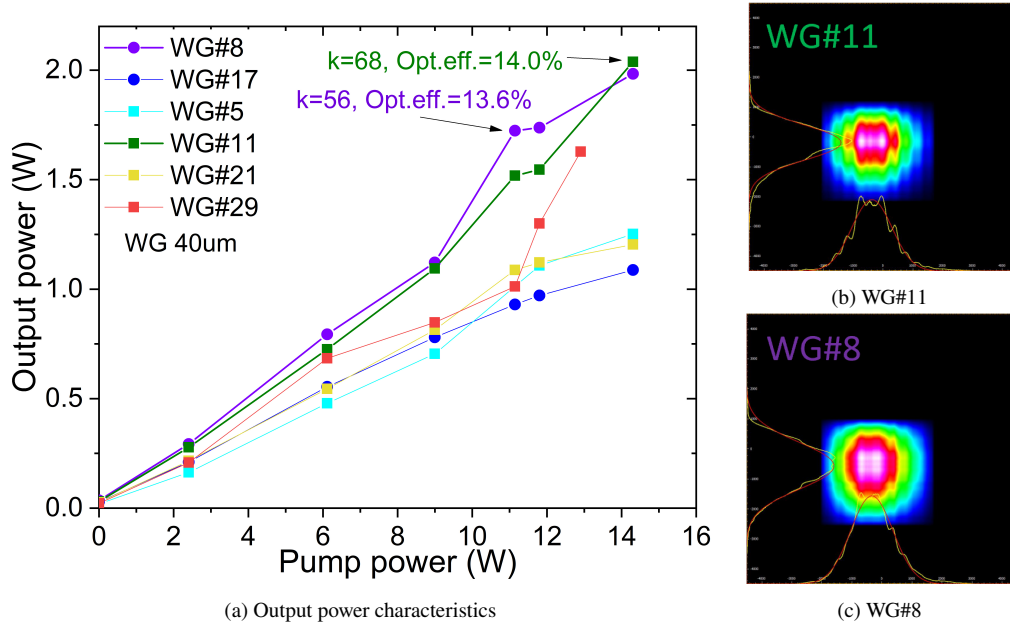 WG#8
WG#17
WG#5
WG#11
WG#21
WG#29
WG 40um
k=68, Opt.eff.=14.0%
k=56, Opt.eff.=13.6%
Output power (W)
2.0
1.5
1.0
0.5
0.0
0 2 4 6 8 10 12 14 16
Pump power (W)
(a) Output power characteristics
WG#11
(b) WG#11
WG#8
(c) WG#8